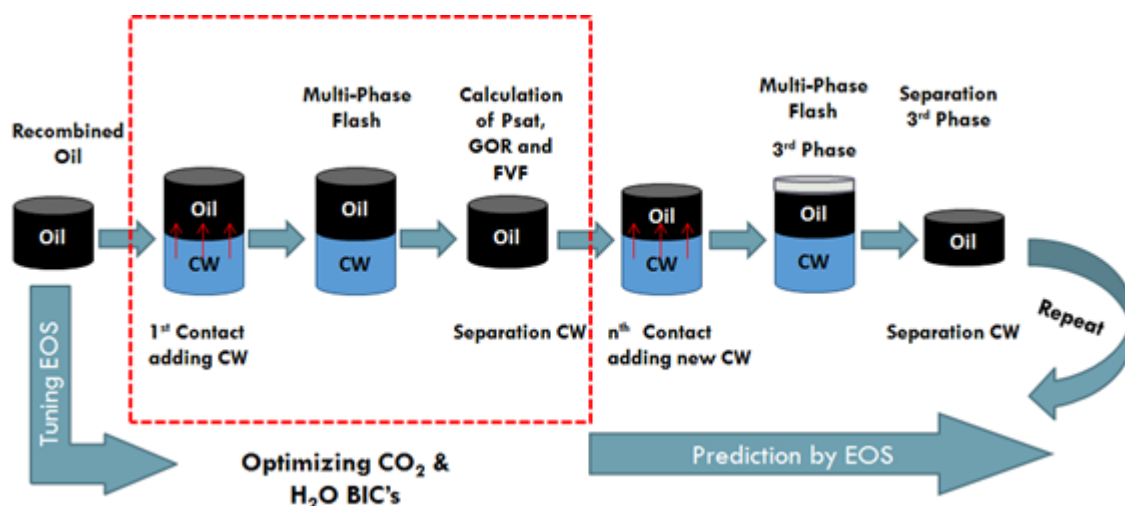 Recombined
Oil
Oil
Oil
CW
1st Contact
adding CW
Multi-Phase
Flash
Oil
CW
Calculation
of Psat,
GOR and
FVF
Oil
Separation CW
Oil
CW
nth Contact
adding new CW
Multi-Phase
Flash
3rd Phase
Oil
CW
Separation
3rd Phase
Oil
Separation CW
Repeat
Tuning EOS
Optimizing CO2 &
H2O BIC's
Prediction by EOS